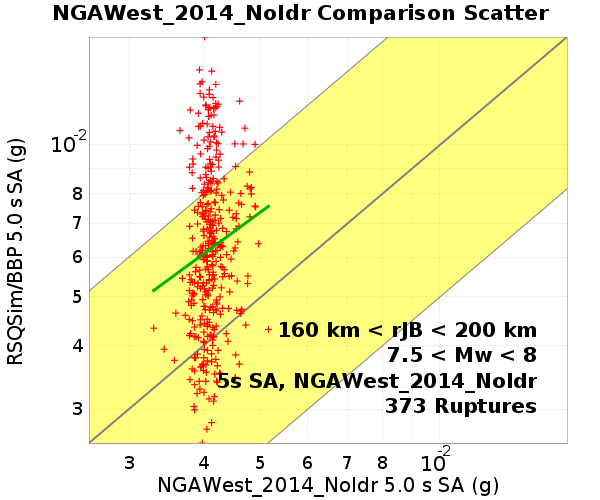 NGAWest_2014_NoIdr Comparison Scatter
RSQSim/BBP 5.0 s SA (g)
10-2
8
7
6
5
4
3
160 km < rJB < 200 km
7.5 < Mw < 8
5s SA, NGAWest_2014_NoIdr
373 Ruptures
3 4 5 6 7 8 10-2
NGAWest_2014_NoIdr 5.0 s SA (g)